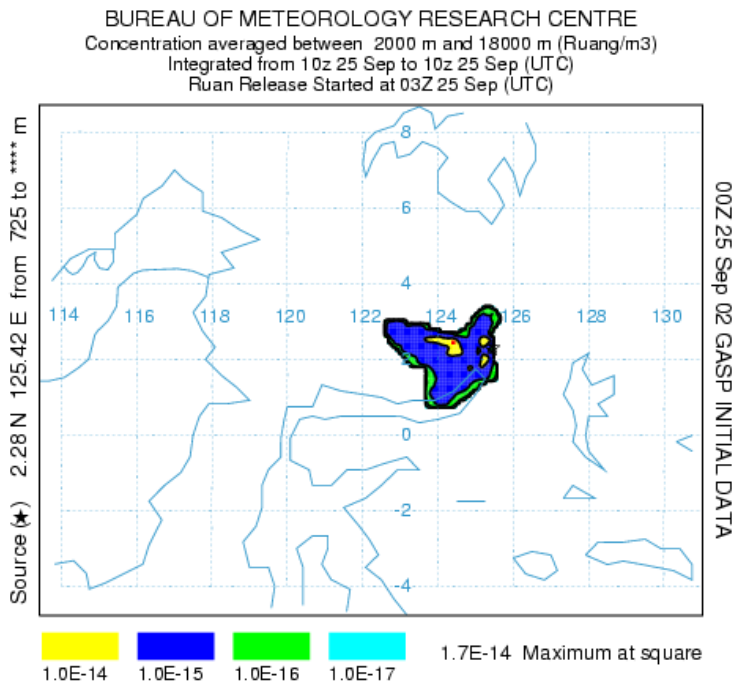 BUREAU OF METEOROLOGY RESEARCH CENTRE
Concentration averaged between 2000 m and 18000 m (Ruang/m3)
Integrated from 10z 25 Sep to 10z 25 Sep (UTC)
Ruan Release Started at 03Z 25 Sep (UTC)
Source (★) 2.28 N 125.42 E from 725 to **** m
00Z 25 Sep 02 GASP INITIAL DATA
8
6
4
114 116 118 120 122 124 126 128 130
0
-2
-4
1.0E-14 1.0E-15 1.0E-16 1.0E-17
1.7E-14 Maximum at square